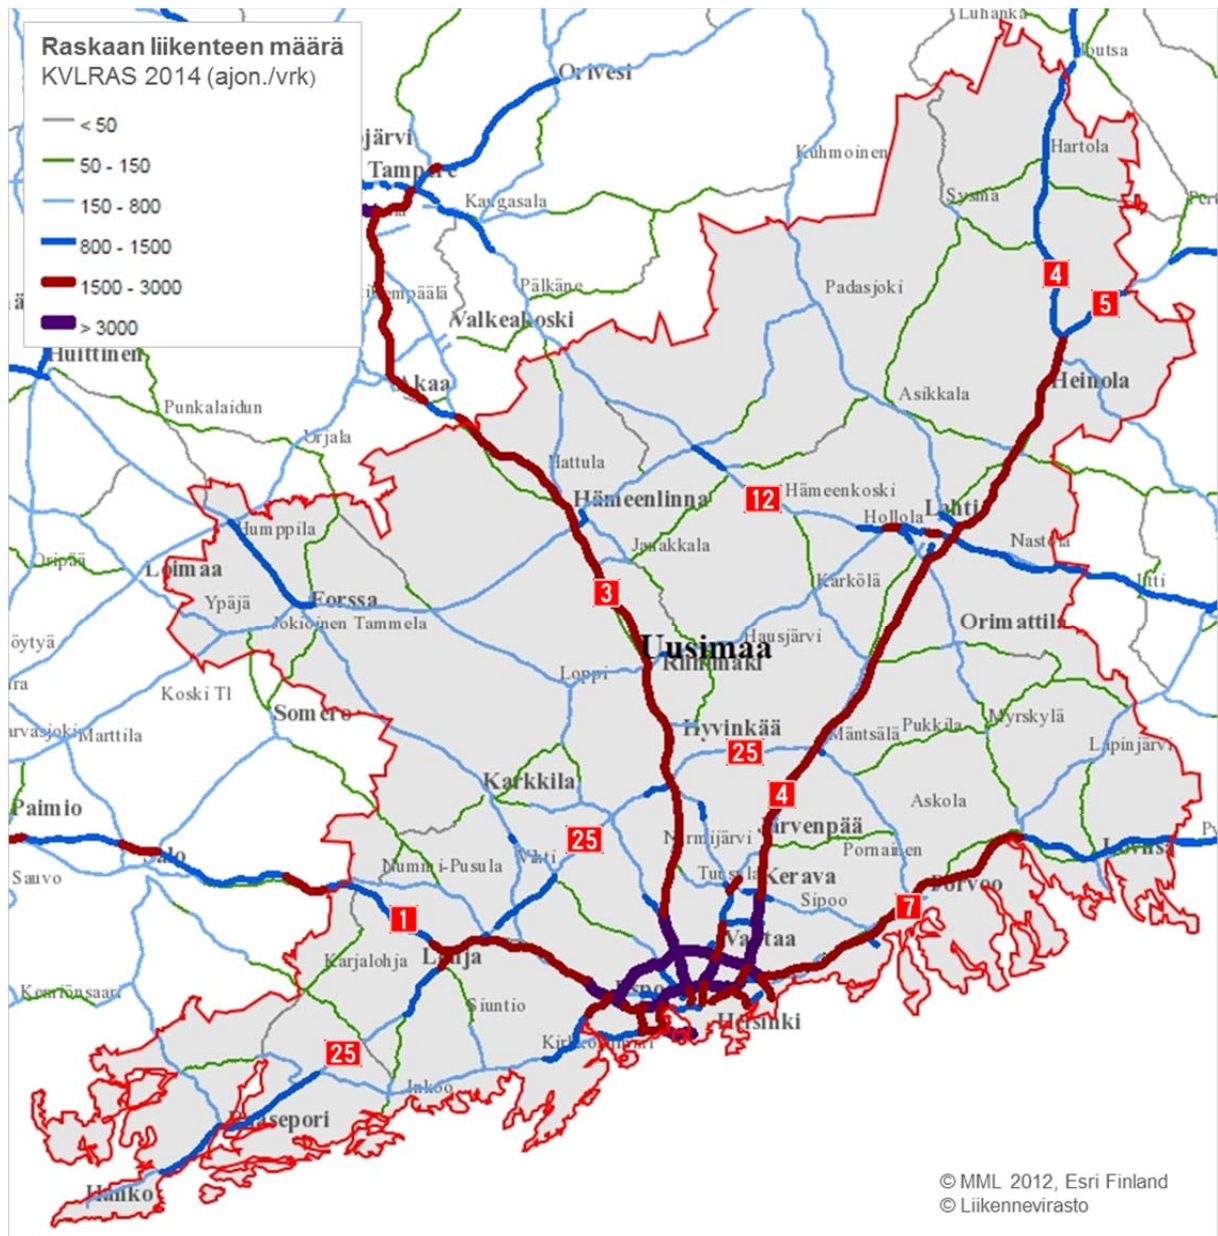 Raskaan liikenteen määrä
KVLRAS 2014 (ajon./vrk)
< 50
50 - 150
150 - 800
800 - 1500
1500 - 3000
> 3000
Luhanka
Joutsa
Orivesi
Hartola
Kuhmoinen
Tampere
Kangasala
Sysmä
4
5
Padasjoki
Pälkäne
Valkeakoski
Huittinen
Heinola
Akaa
Asikkala
Punkalaidun
Urjala
Hattula
12
Hämeenkoski
Hämeenlinna
Lahti
Hollola
Humppila
Nastola
Janakkala
Oripää
Loimaa
Kärkölä
Iitti
3
Ypäjä
Forssa
Jokioinen Tammela
Orimattila
Hausjärvi
Uusimaa
Riihimäki
Loppi
Koski Tl
Somero
Myrskylä
Pukkila
Marttila
Hyvinkää
Mäntsälä
25
Lapinjärvi
Karkkila
4
Askola
Paimio
Järvenpää
25
Nurmijärvi
Pornainen
Loviisa
Salo
Vihti
Nummi-Pusula
Sauvo
Tuusula
Kerava
Porvoo
Sipoo
7
1
Vantaa
Karjalohja
Lohja
Espoo
Siuntio
Helsinki
Kirkkonummi
25
Inkoo
Raasepori
Hanko
© MML 2012, Esri Finland
© Liikennevirasto